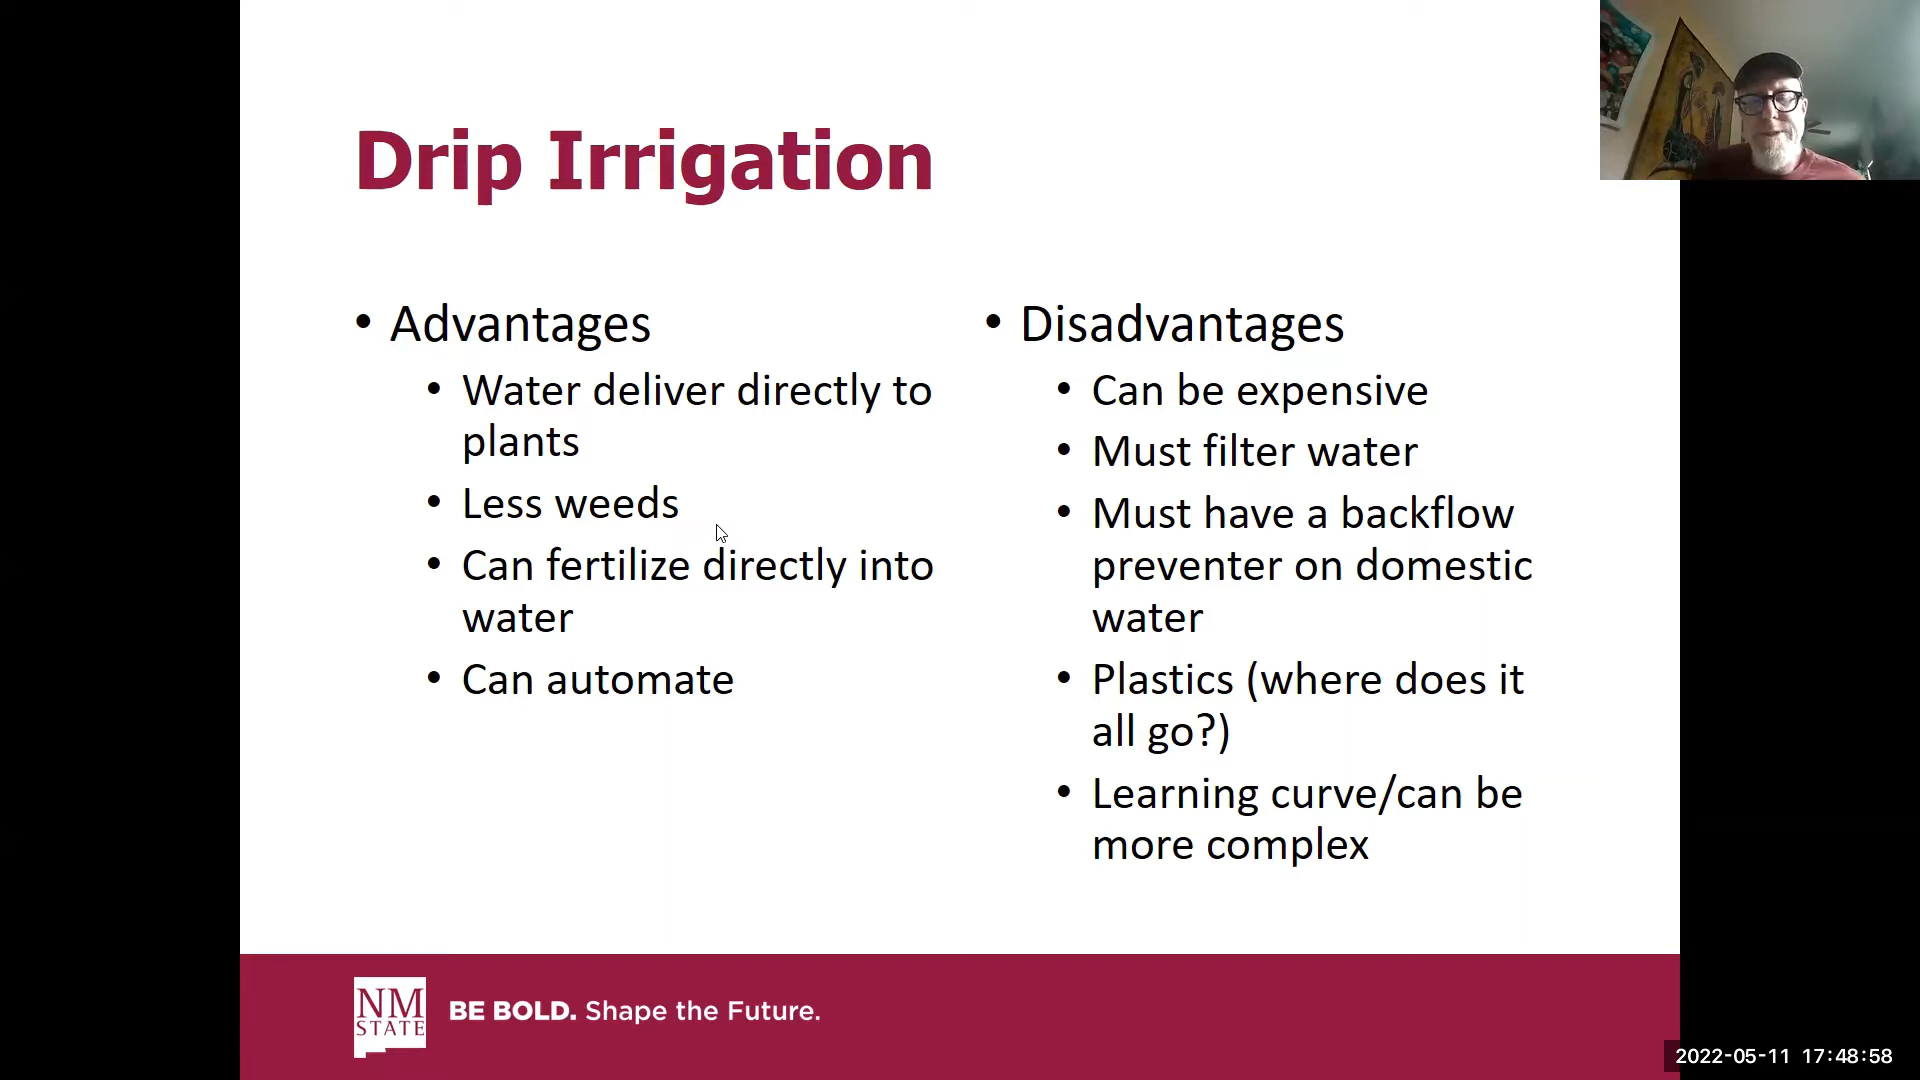 Drip Irrigation
• Advantages
• Water deliver directly to
plants
• Less weeds
• Can fertilize directly into
water
• Can automate
• Disadvantages
• Can be expensive
• Must filter water
• Must have a backflow
preventer on domestic
water
• Plastics (where does it
all go?)
• Learning curve/can be
more complex
NM
STATE
BE BOLD. Shape the Future.
2022-05-11 17:48:58